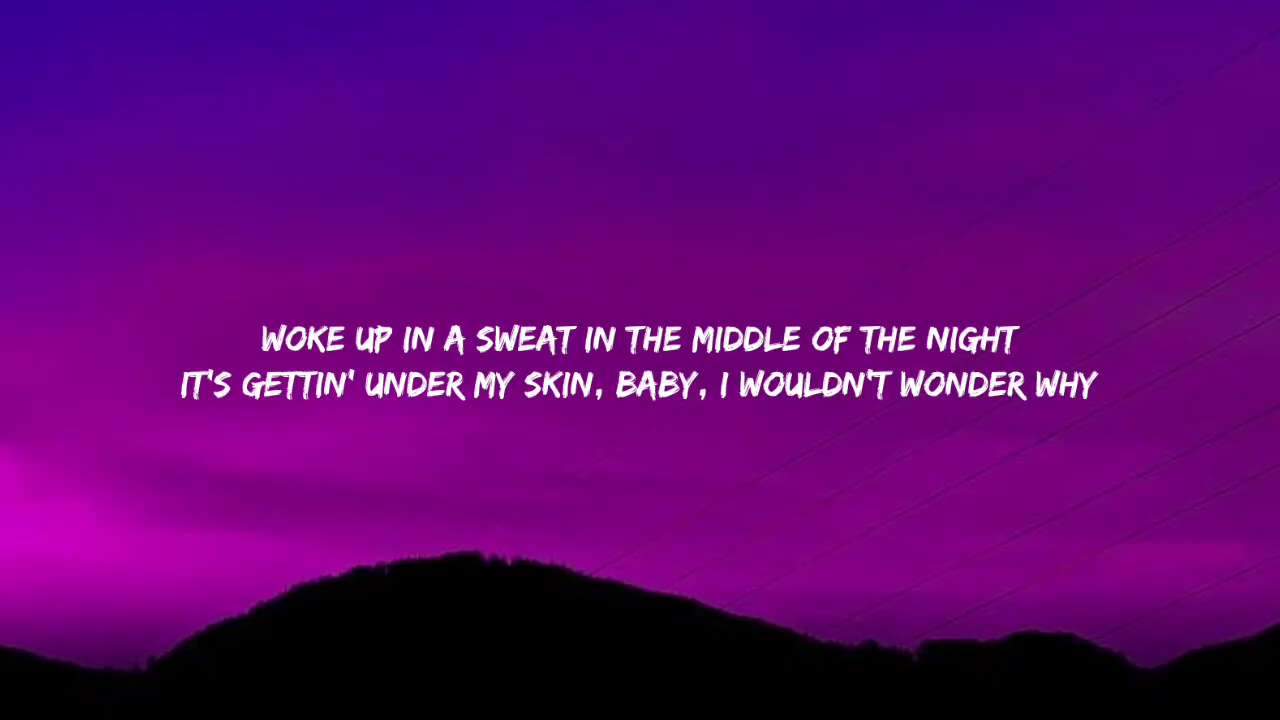 WOKE UP IN A SWEAT IN THE MIDDLE OF THE NIGHT
IT'S GETTIN' UNDER MY SKIN, BABY, I WOULDN'T WONDER WHY